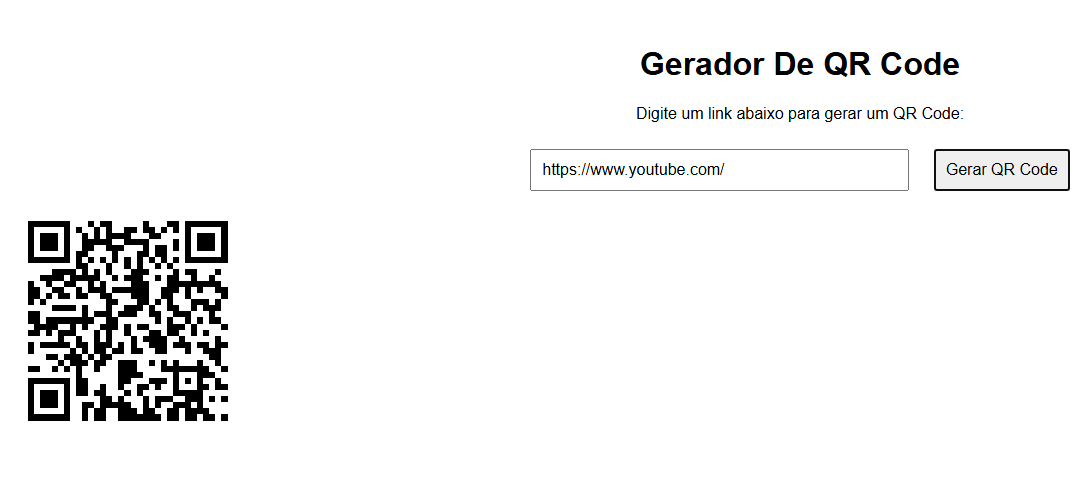 Gerador De QR Code
Digite um link abaixo para gerar um QR Code:
https://www.youtube.com/
Gerar QR Code